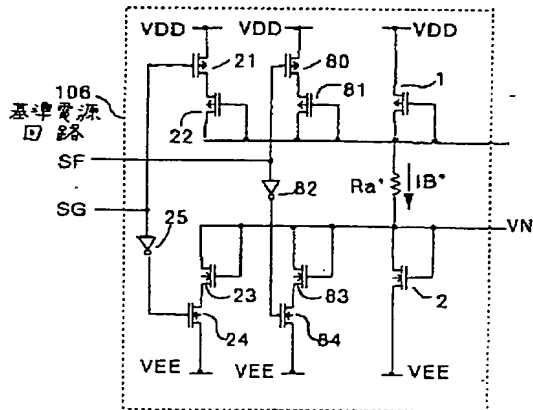 VDD VDD VDD
21 80 1
106
基準電源
回路
22 81
SF
82 Ra' IB'
SG
25 VN
23 83 2
24 84
VEE VEE VEE